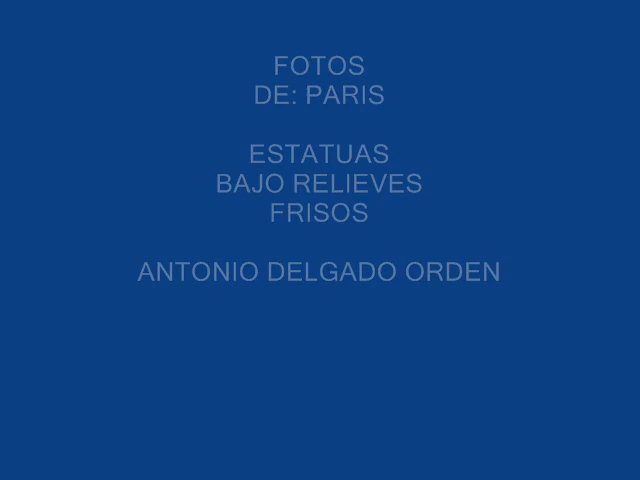 FOTOS
DE: PARIS
ESTATUAS
BAJO RELIEVES
FRISOS
ANTONIO DELGADO ORDEN